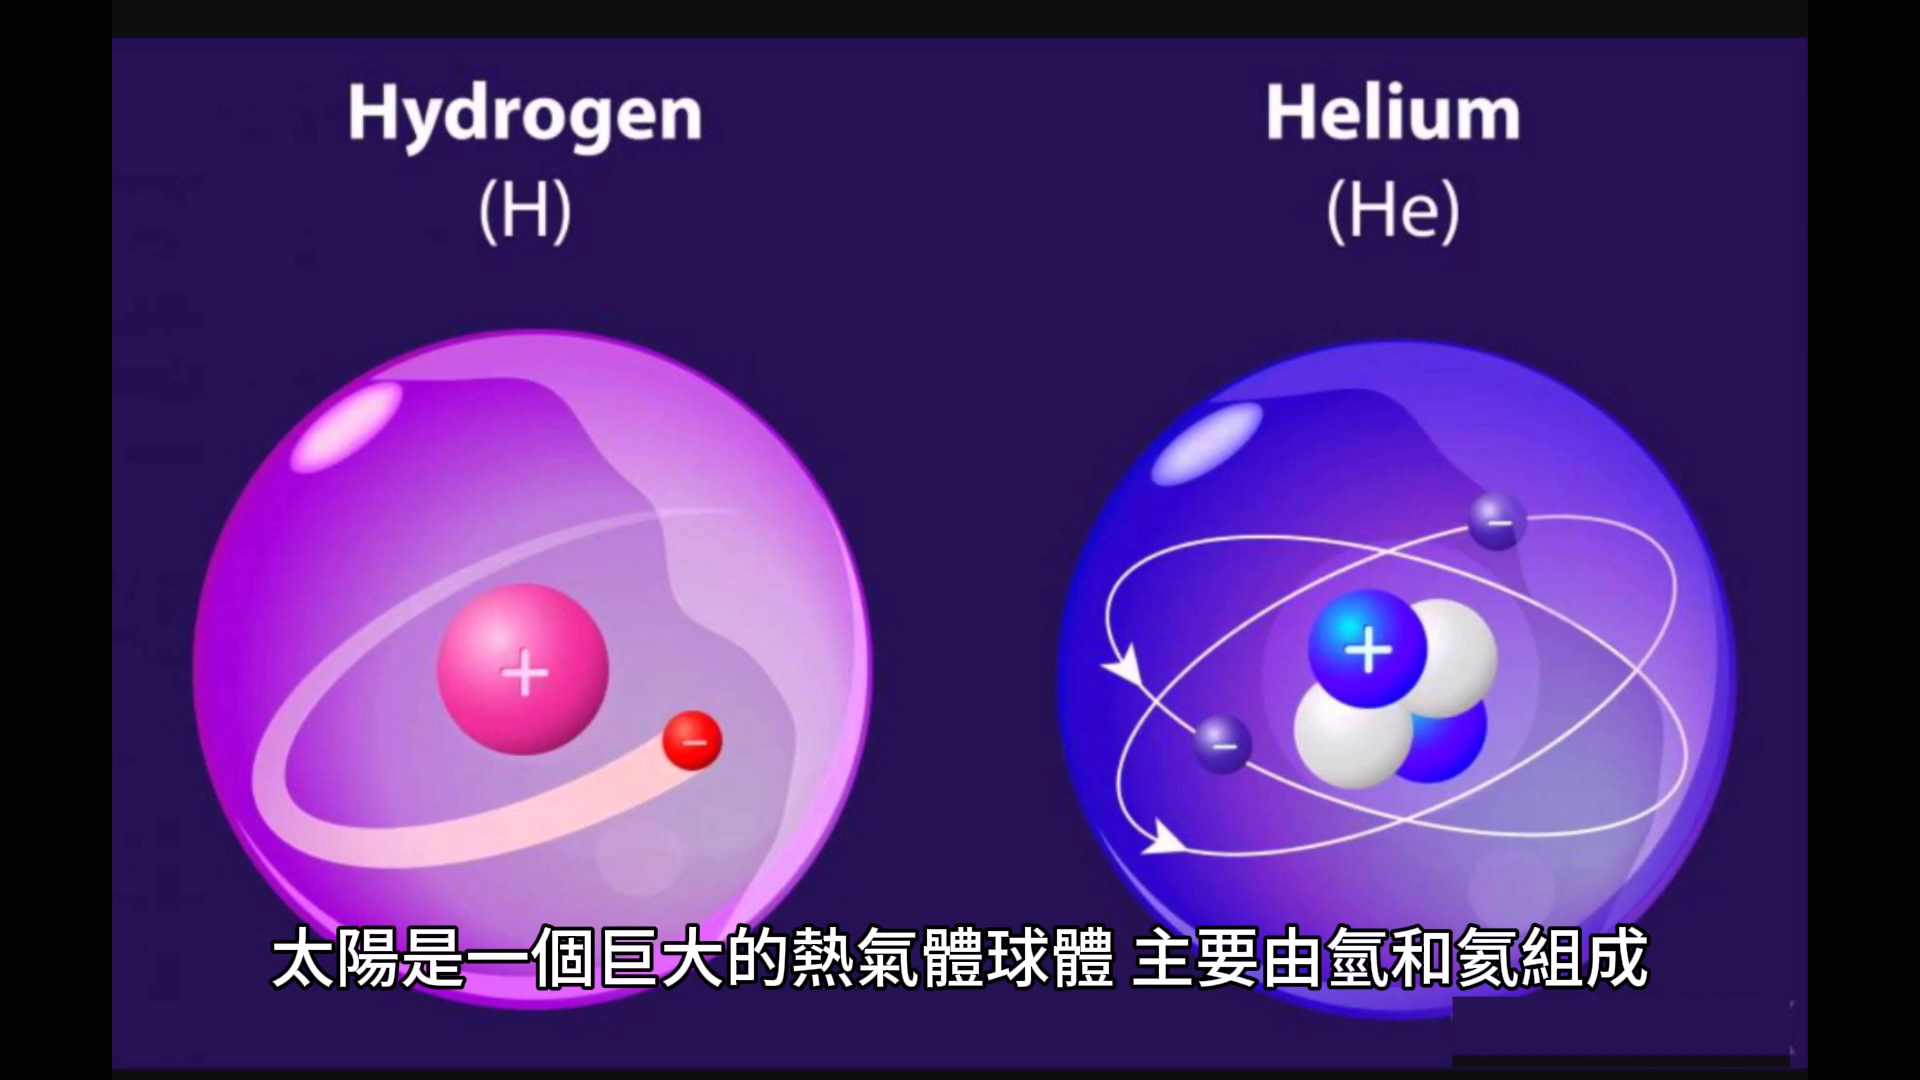 Hydrogen
(H)
Helium
(He)
+
−
−
+
−
太陽是一個巨大的熱氣體球體 主要由氫和氦組成